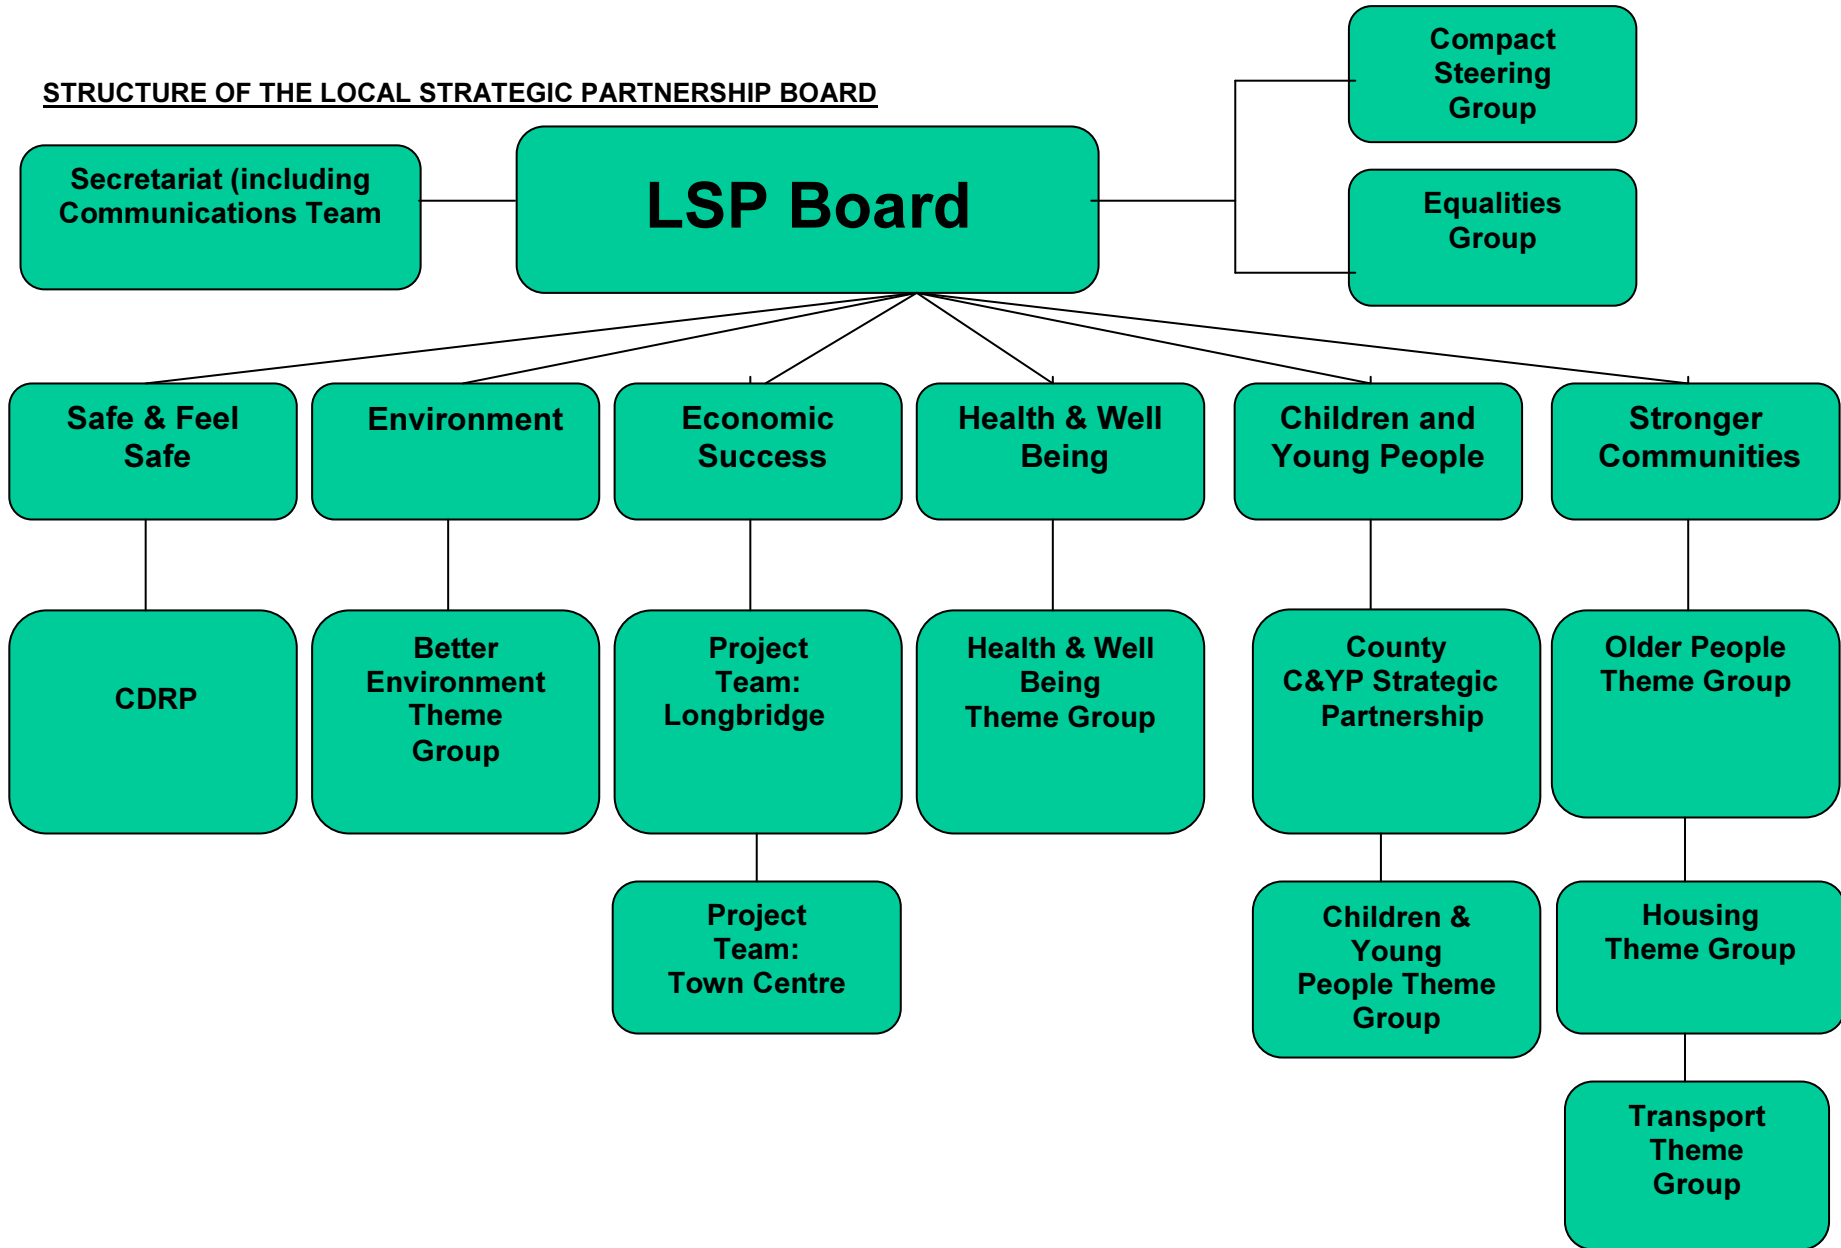 STRUCTURE OF THE LOCAL STRATEGIC PARTNERSHIP BOARD
Compact
Steering
Group
Secretariat (including
Communications Team
LSP Board
Equalities
Group
Safe & Feel
Safe
Environment
Economic
Success
Health & Well
Being
Children and
Young People
Stronger
Communities
CDRP
Better
Environment
Theme
Group
Project
Team:
Longbridge
Health & Well
Being
Theme Group
County
C&YP Strategic
Partnership
Older People
Theme Group
Project
Team:
Town Centre
Children &
Young
People Theme
Group
Housing
Theme Group
Transport
Theme
Group